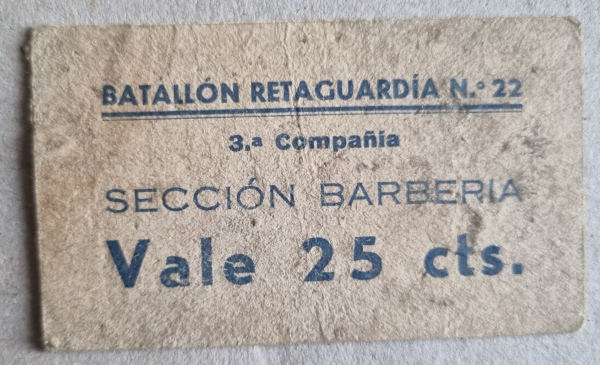 BATALLÓN RETAGUARDÍA N.º 22
3.ª Compañía
SECCIÓN BARBERIA
Vale 25 cts.